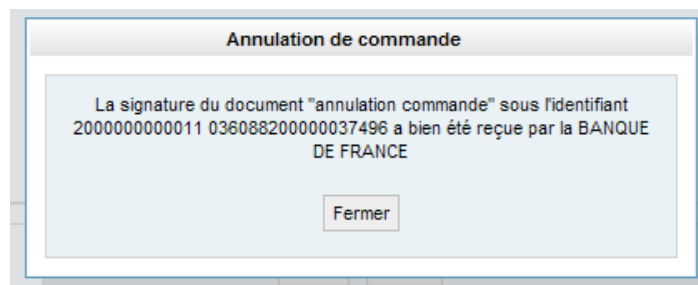 Annulation de commande
La signature du document "annulation commande" sous l'identifiant
2000000000011 036088200000037496 a bien été reçue par la BANQUE
DE FRANCE
Fermer